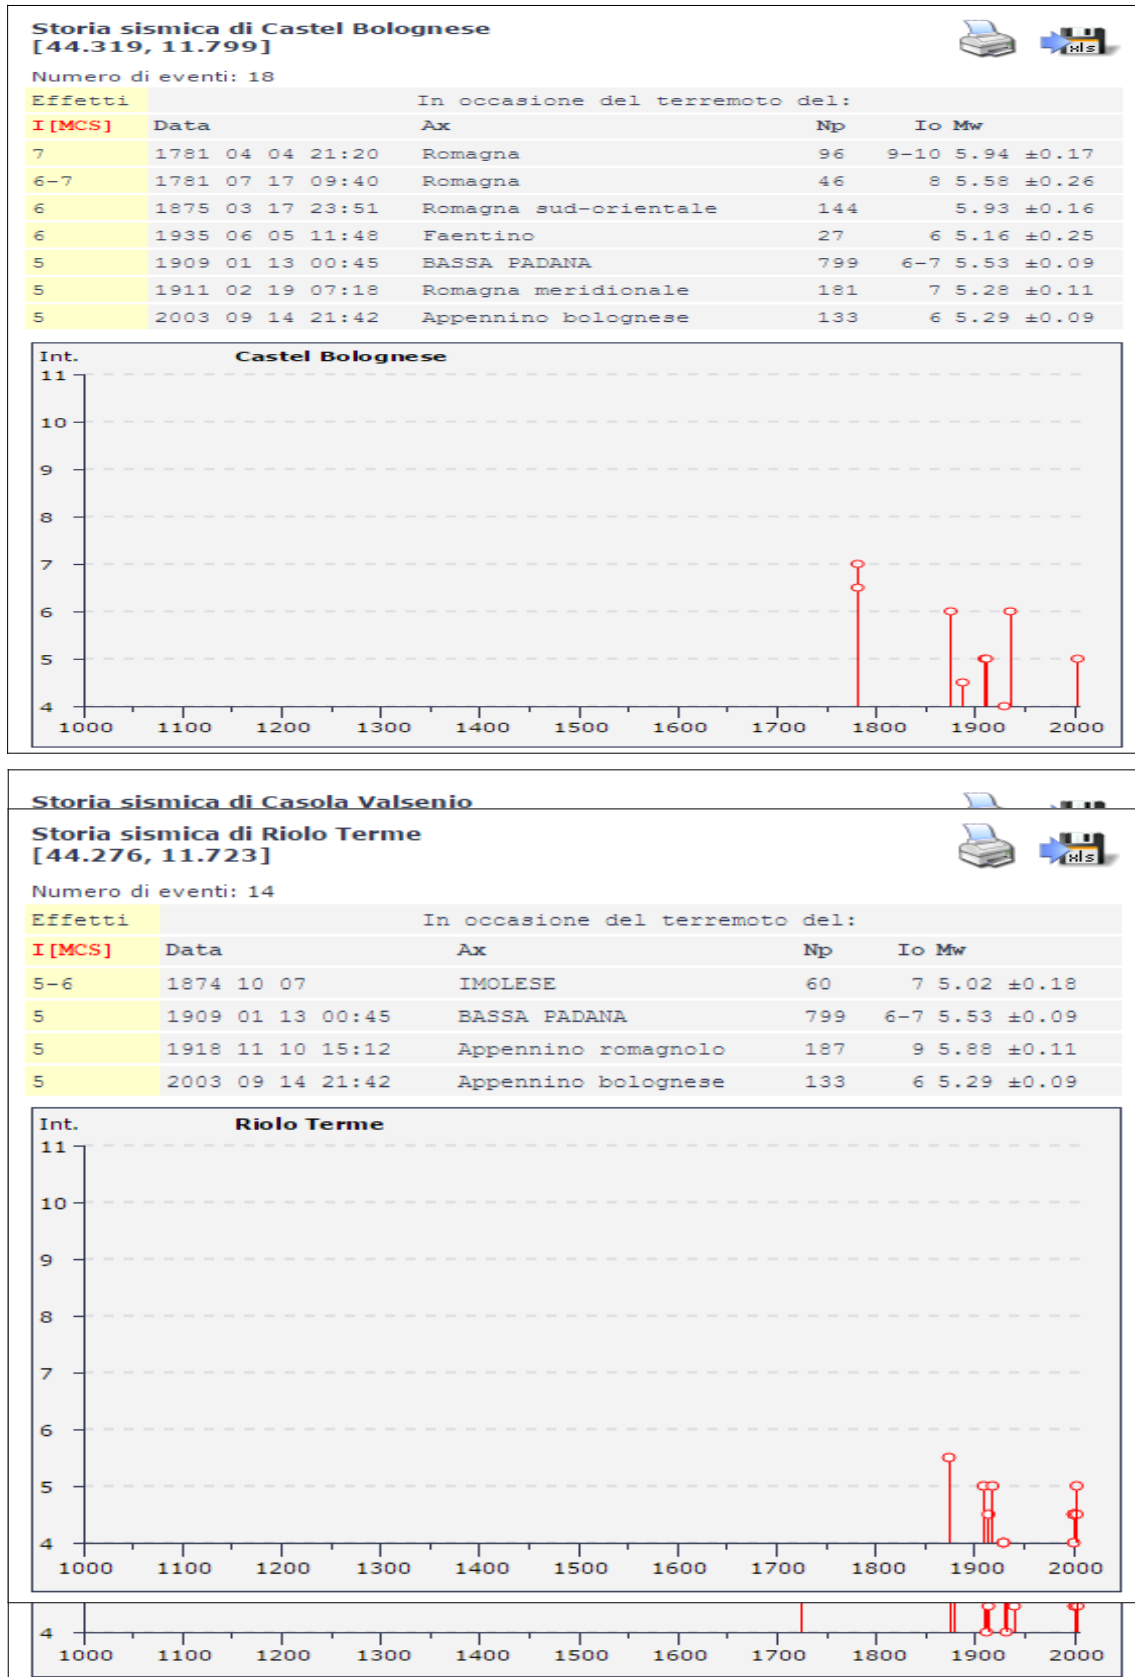 Storia sismica di Castel Bolognese
[44.319, 11.799]
xls
Numero di eventi: 18
Effetti In occasione del terremoto del:
I[MCS] Data Ax Np Io Mw
7 1781 04 04 21:20 Romagna 96 9-10 5.94 ±0.17
6-7 1781 07 17 09:40 Romagna 46 8 5.58 ±0.26
6 1875 03 17 23:51 Romagna sud-orientale 144 5.93 ±0.16
6 1935 06 05 11:48 Faentino 27 6 5.16 ±0.25
5 1909 01 13 00:45 BASSA PADANA 799 6-7 5.53 ±0.09
5 1911 02 19 07:18 Romagna meridionale 181 7 5.28 ±0.11
5 2003 09 14 21:42 Appennino bolognese 133 6 5.29 ±0.09
Int. Castel Bolognese
11
10
9
8
7
6
5
4
1000 1100 1200 1300 1400 1500 1600 1700 1800 1900 2000
Storia sismica di Casola Valsenio
Storia sismica di Riolo Terme
[44.276, 11.723]
xls
Numero di eventi: 14
Effetti In occasione del terremoto del:
I[MCS] Data Ax Np Io Mw
5-6 1874 10 07 IMOLESE 60 7 5.02 ±0.18
5 1909 01 13 00:45 BASSA PADANA 799 6-7 5.53 ±0.09
5 1918 11 10 15:12 Appennino romagnolo 187 9 5.88 ±0.11
5 2003 09 14 21:42 Appennino bolognese 133 6 5.29 ±0.09
Int. Riolo Terme
11
10
9
8
7
6
5
4
1000 1100 1200 1300 1400 1500 1600 1700 1800 1900 2000
4
1000 1100 1200 1300 1400 1500 1600 1700 1800 1900 2000